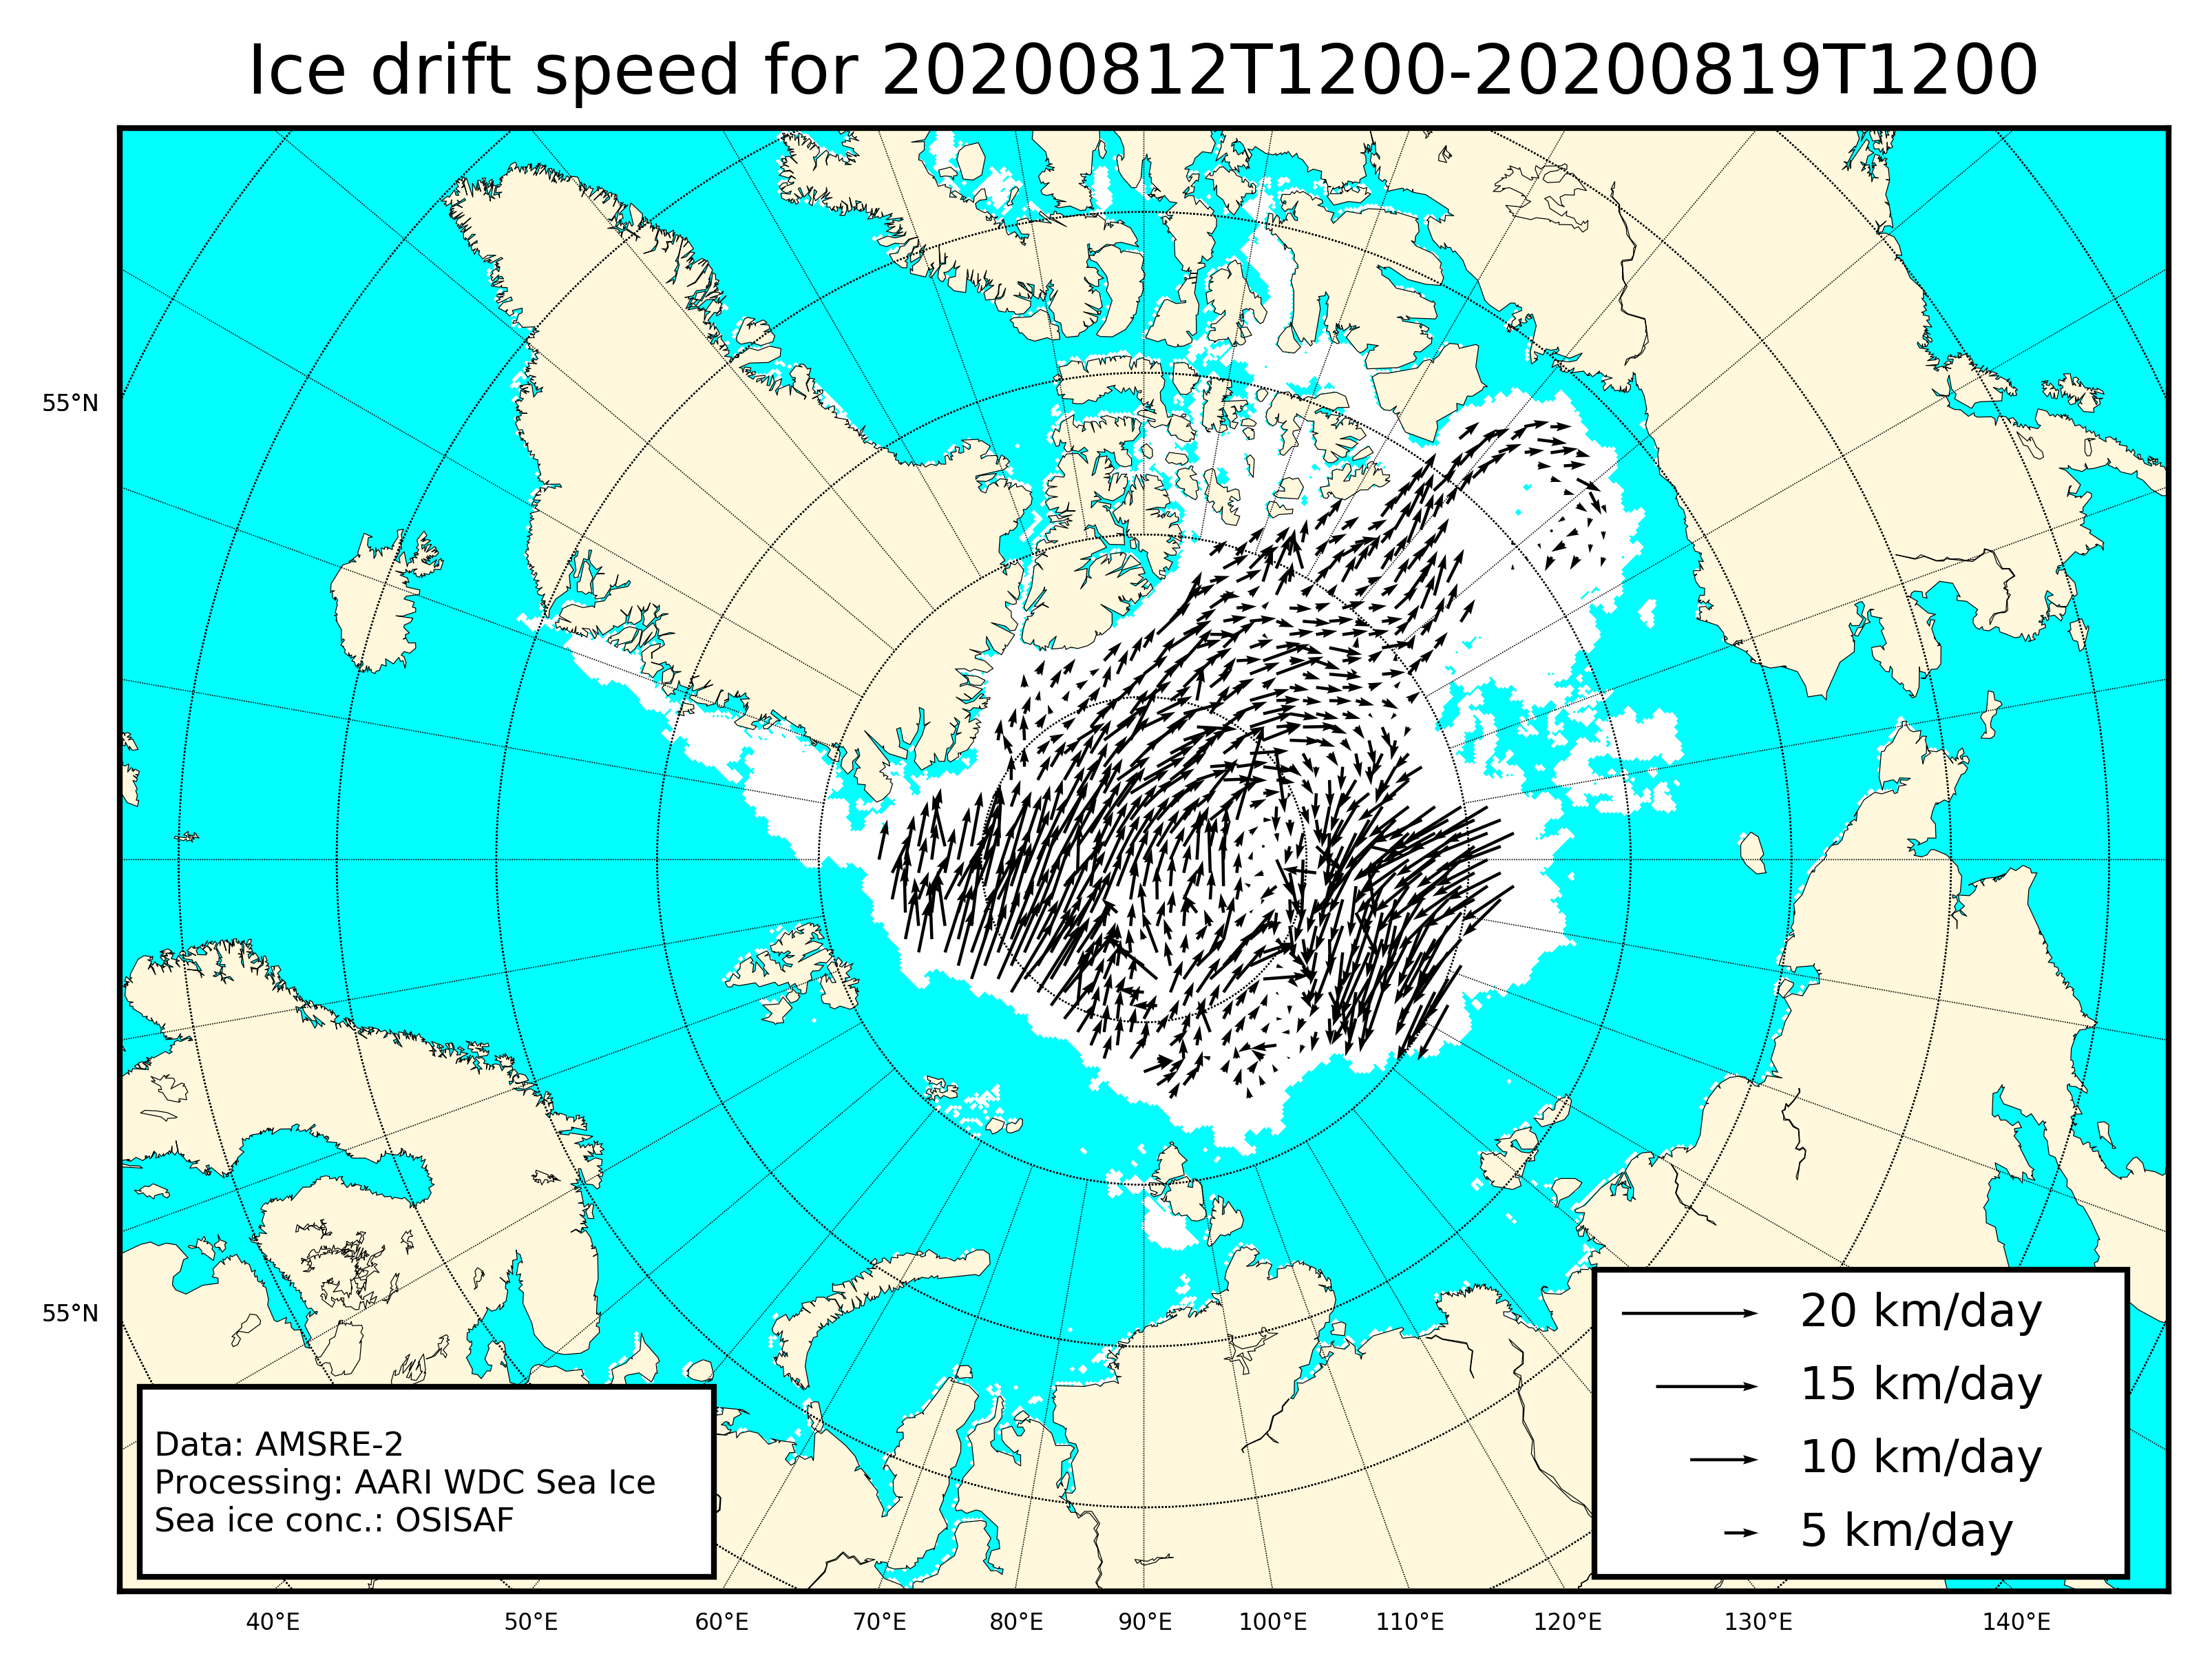 Ice drift speed for 20200812T1200-20200819T1200
55°N
55°N
20 km/day
15 km/day
10 km/day
5 km/day
Data: AMSRE-2
Processing: AARI WDC Sea Ice
Sea ice conc.: OSISAF
40°E 50°E 60°E 70°E 80°E 90°E 100°E 110°E 120°E 130°E 140°E